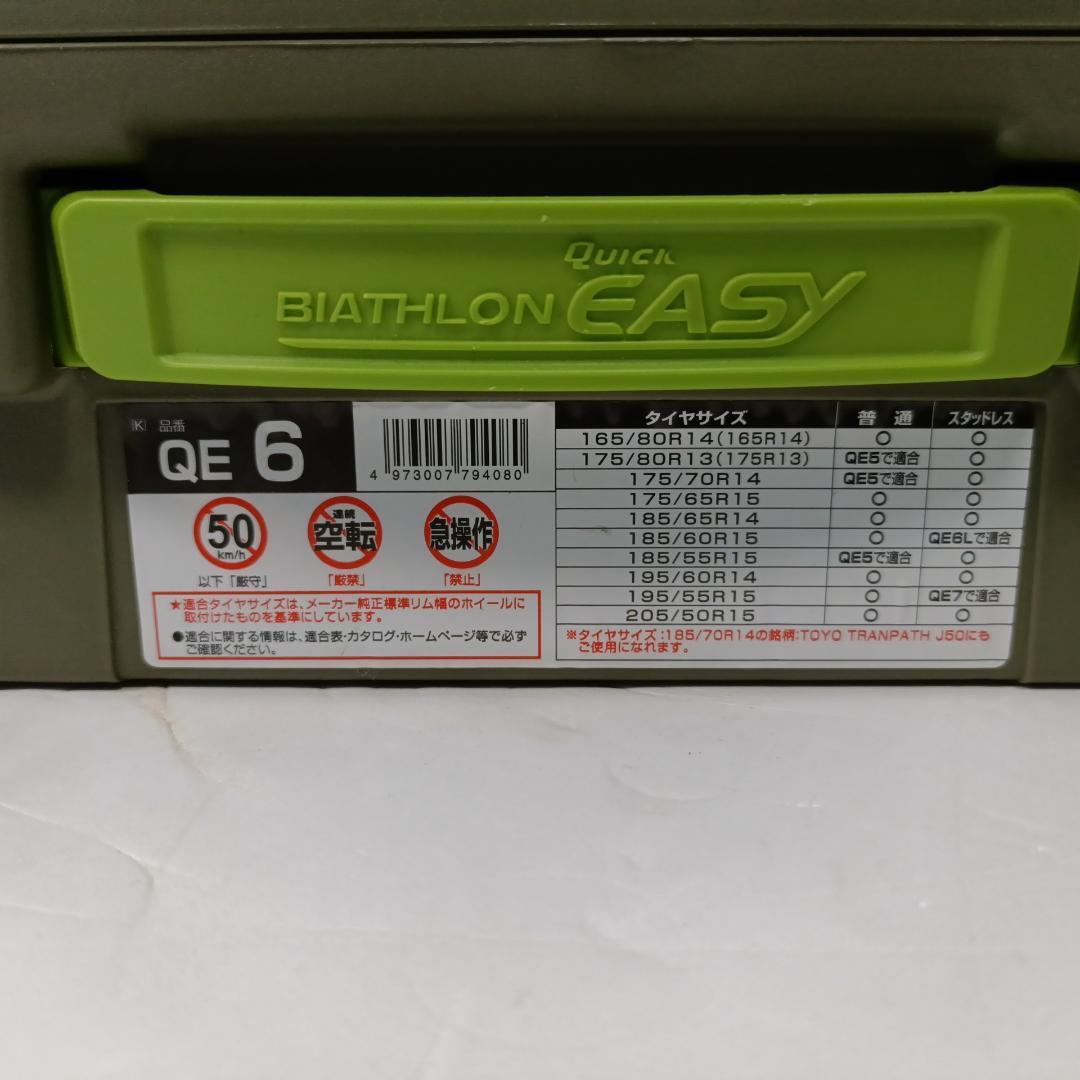 QUICK
BIATHLON EASY
K 品番
QE 6
4 973007 794080
50
km/h
以下「厳守」
連続
空転
「厳禁」
急操作
「禁止」
★適合タイヤサイズは、メーカー純正標準リム幅のホイールに
取付けたものを基準にしています。
●適合に関する情報は、適合表・カタログ・ホームページ等で必ず
ご確認ください。
タイヤサイズ 普通 スタッドレス
165/80R14(165R14) ○ ○
175/80R13(175R13) QE5で適合 ○
175/70R14 QE5で適合 ○
175/65R15 ○ ○
185/65R14 ○ ○
185/60R15 ○ QE6Lで適合
185/55R15 QE5で適合 ○
195/60R14 ○ ○
195/55R15 ○ QE7で適合
205/50R15 ○ ○
※タイヤサイズ:185/70R14の銘柄:TOYO TRANPATH J50にも
ご使用になれます。